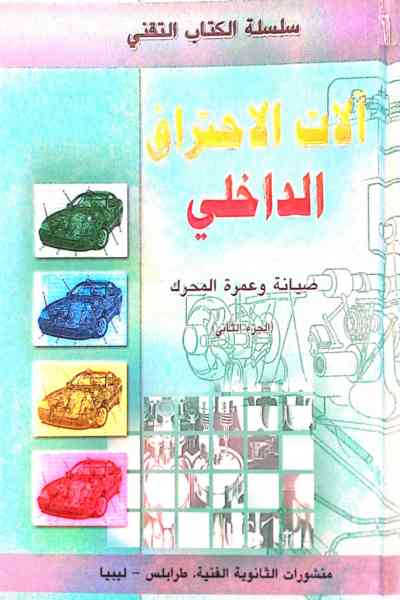 سلسلة الكتاب التقني
آلات الاحتراق
الداخلي
صيانة وعمرة المحرك
(الجزء الثاني)
منشورات الثانوية الفنية، طرابلس - ليبيا